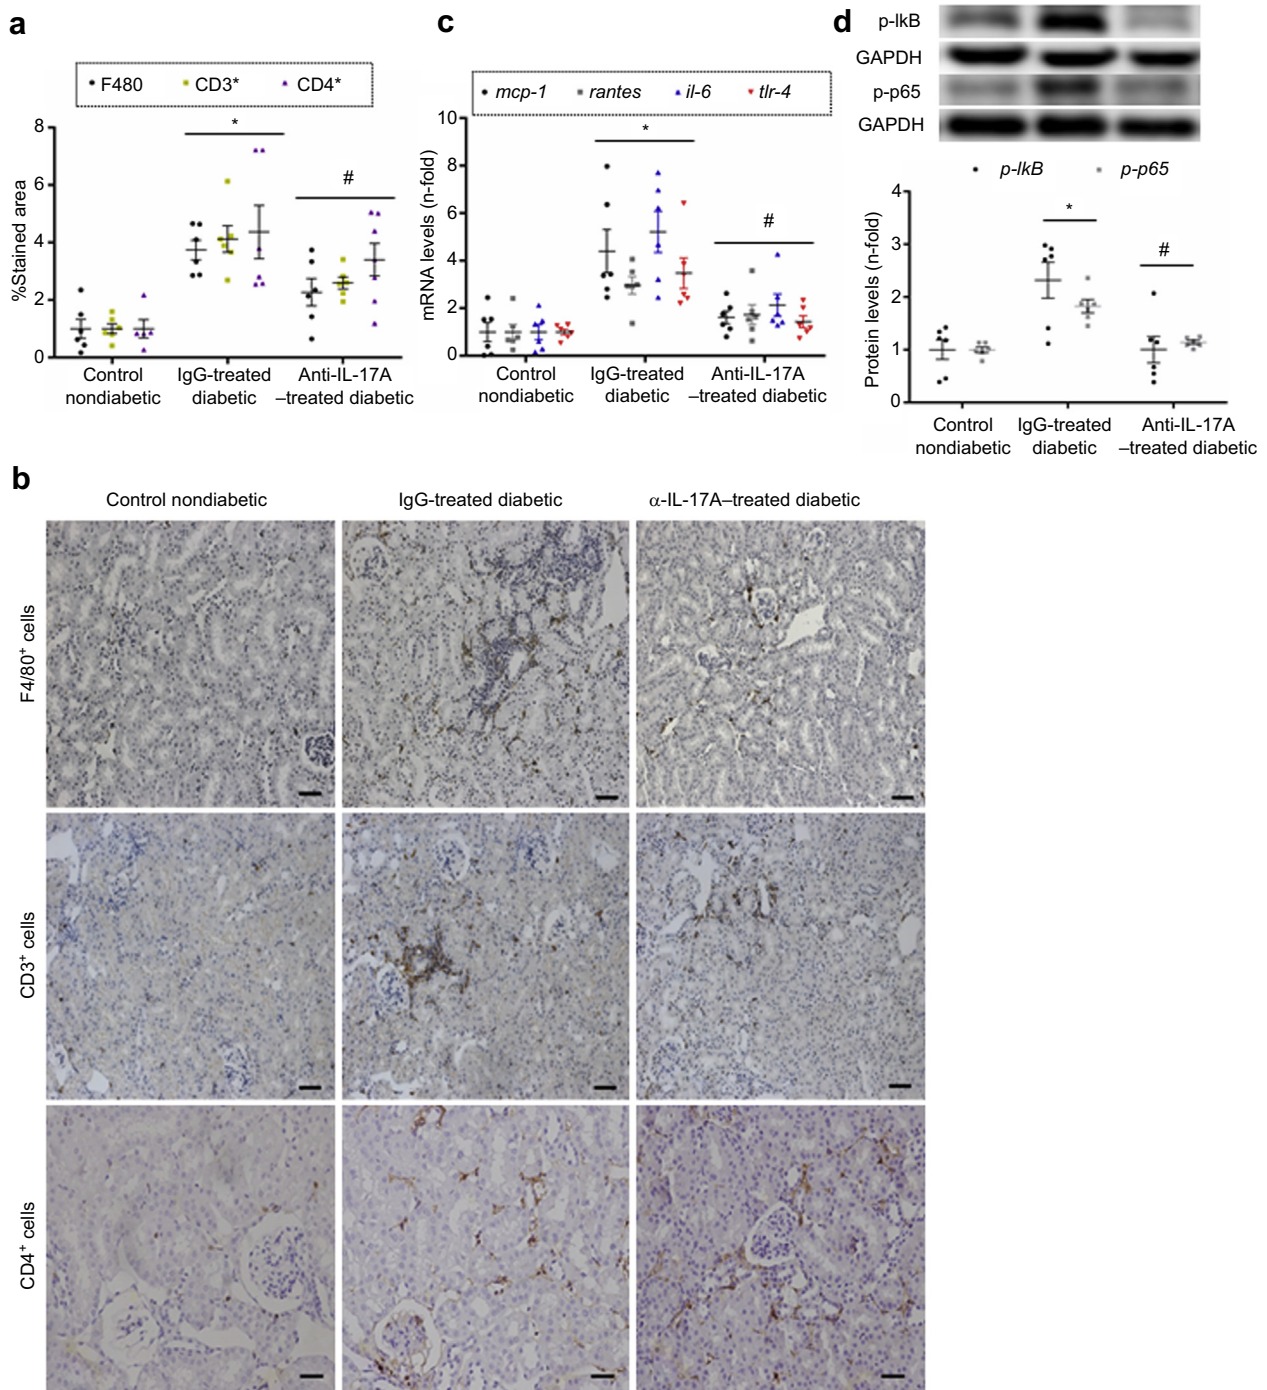 a
F480 CD3* CD4*
%Stained area
8
6
4
2
0
*
#
Control nondiabetic
IgG-treated diabetic
Anti-IL-17A –treated diabetic
c
mcp-1 rantes il-6 tlr-4
mRNA levels (n-fold)
10
8
6
4
2
0
*
#
Control nondiabetic
IgG-treated diabetic
Anti-IL-17A –treated diabetic
d
p-IkB
GAPDH
p-p65
GAPDH
p-IkB p-p65
Protein levels (n-fold)
4
3
2
1
0
*
#
Control nondiabetic
IgG-treated diabetic
Anti-IL-17A –treated diabetic
b
Control nondiabetic IgG-treated diabetic α-IL-17A–treated diabetic
F4/80⁺ cells
CD3⁺ cells
CD4⁺ cells